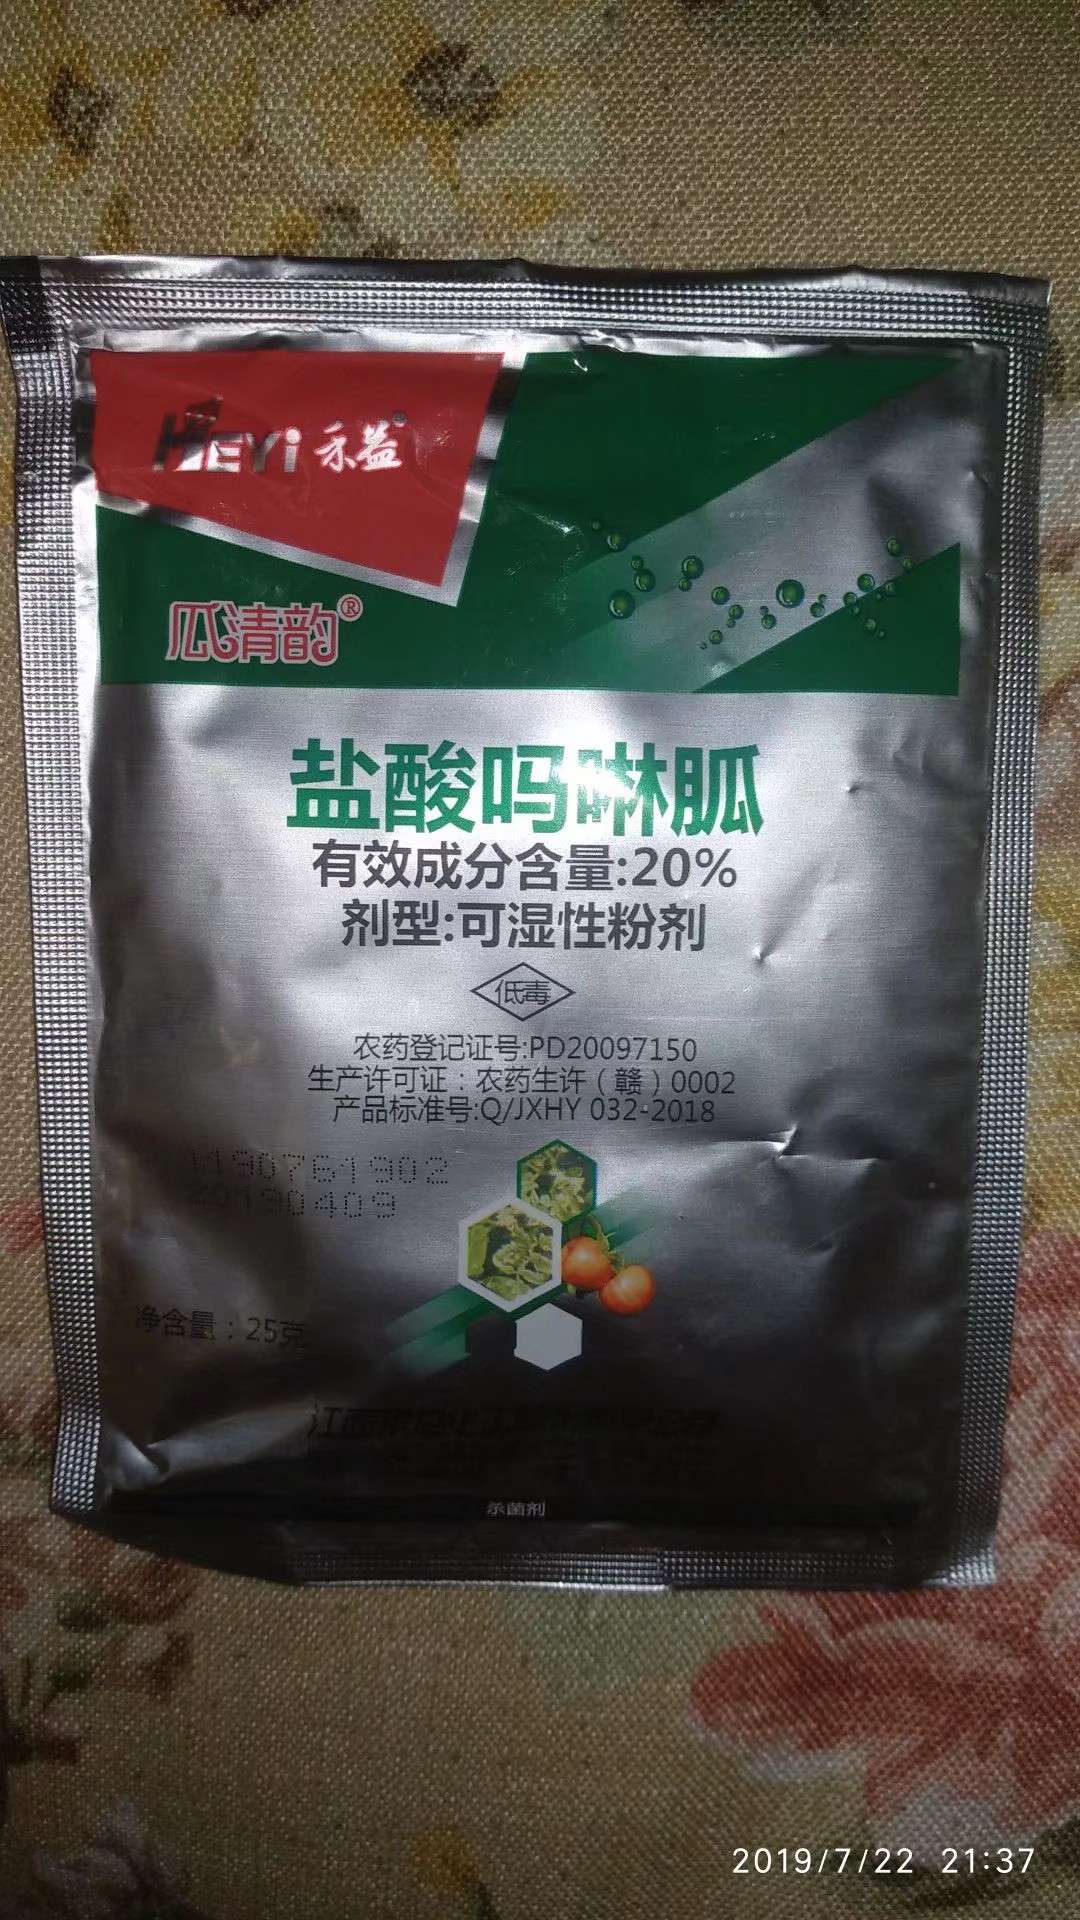 HEYi 禾益®
瓜清韵®
盐酸吗啉胍
有效成分含量:20%
剂型:可湿性粉剂
低毒
农药登记证号:PD20097150
生产许可证：农药生许（赣）0002
产品标准号:Q/JXHY 032-2018
20190409
净含量：25克
杀菌剂
2019/7/22 21:37